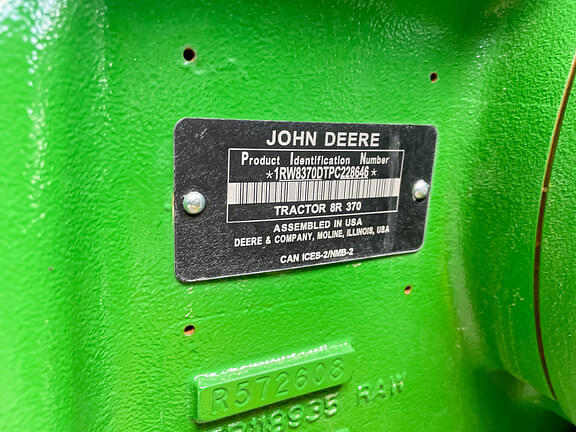 JOHN DEERE
Product Identification Number
*1RW8370DTPC228646*
TRACTOR 8R 370
ASSEMBLED IN USA
DEERE & COMPANY, MOLINE, ILLINOIS, USA
CAN ICES-2/NMB-2
R572608
8935 RAW